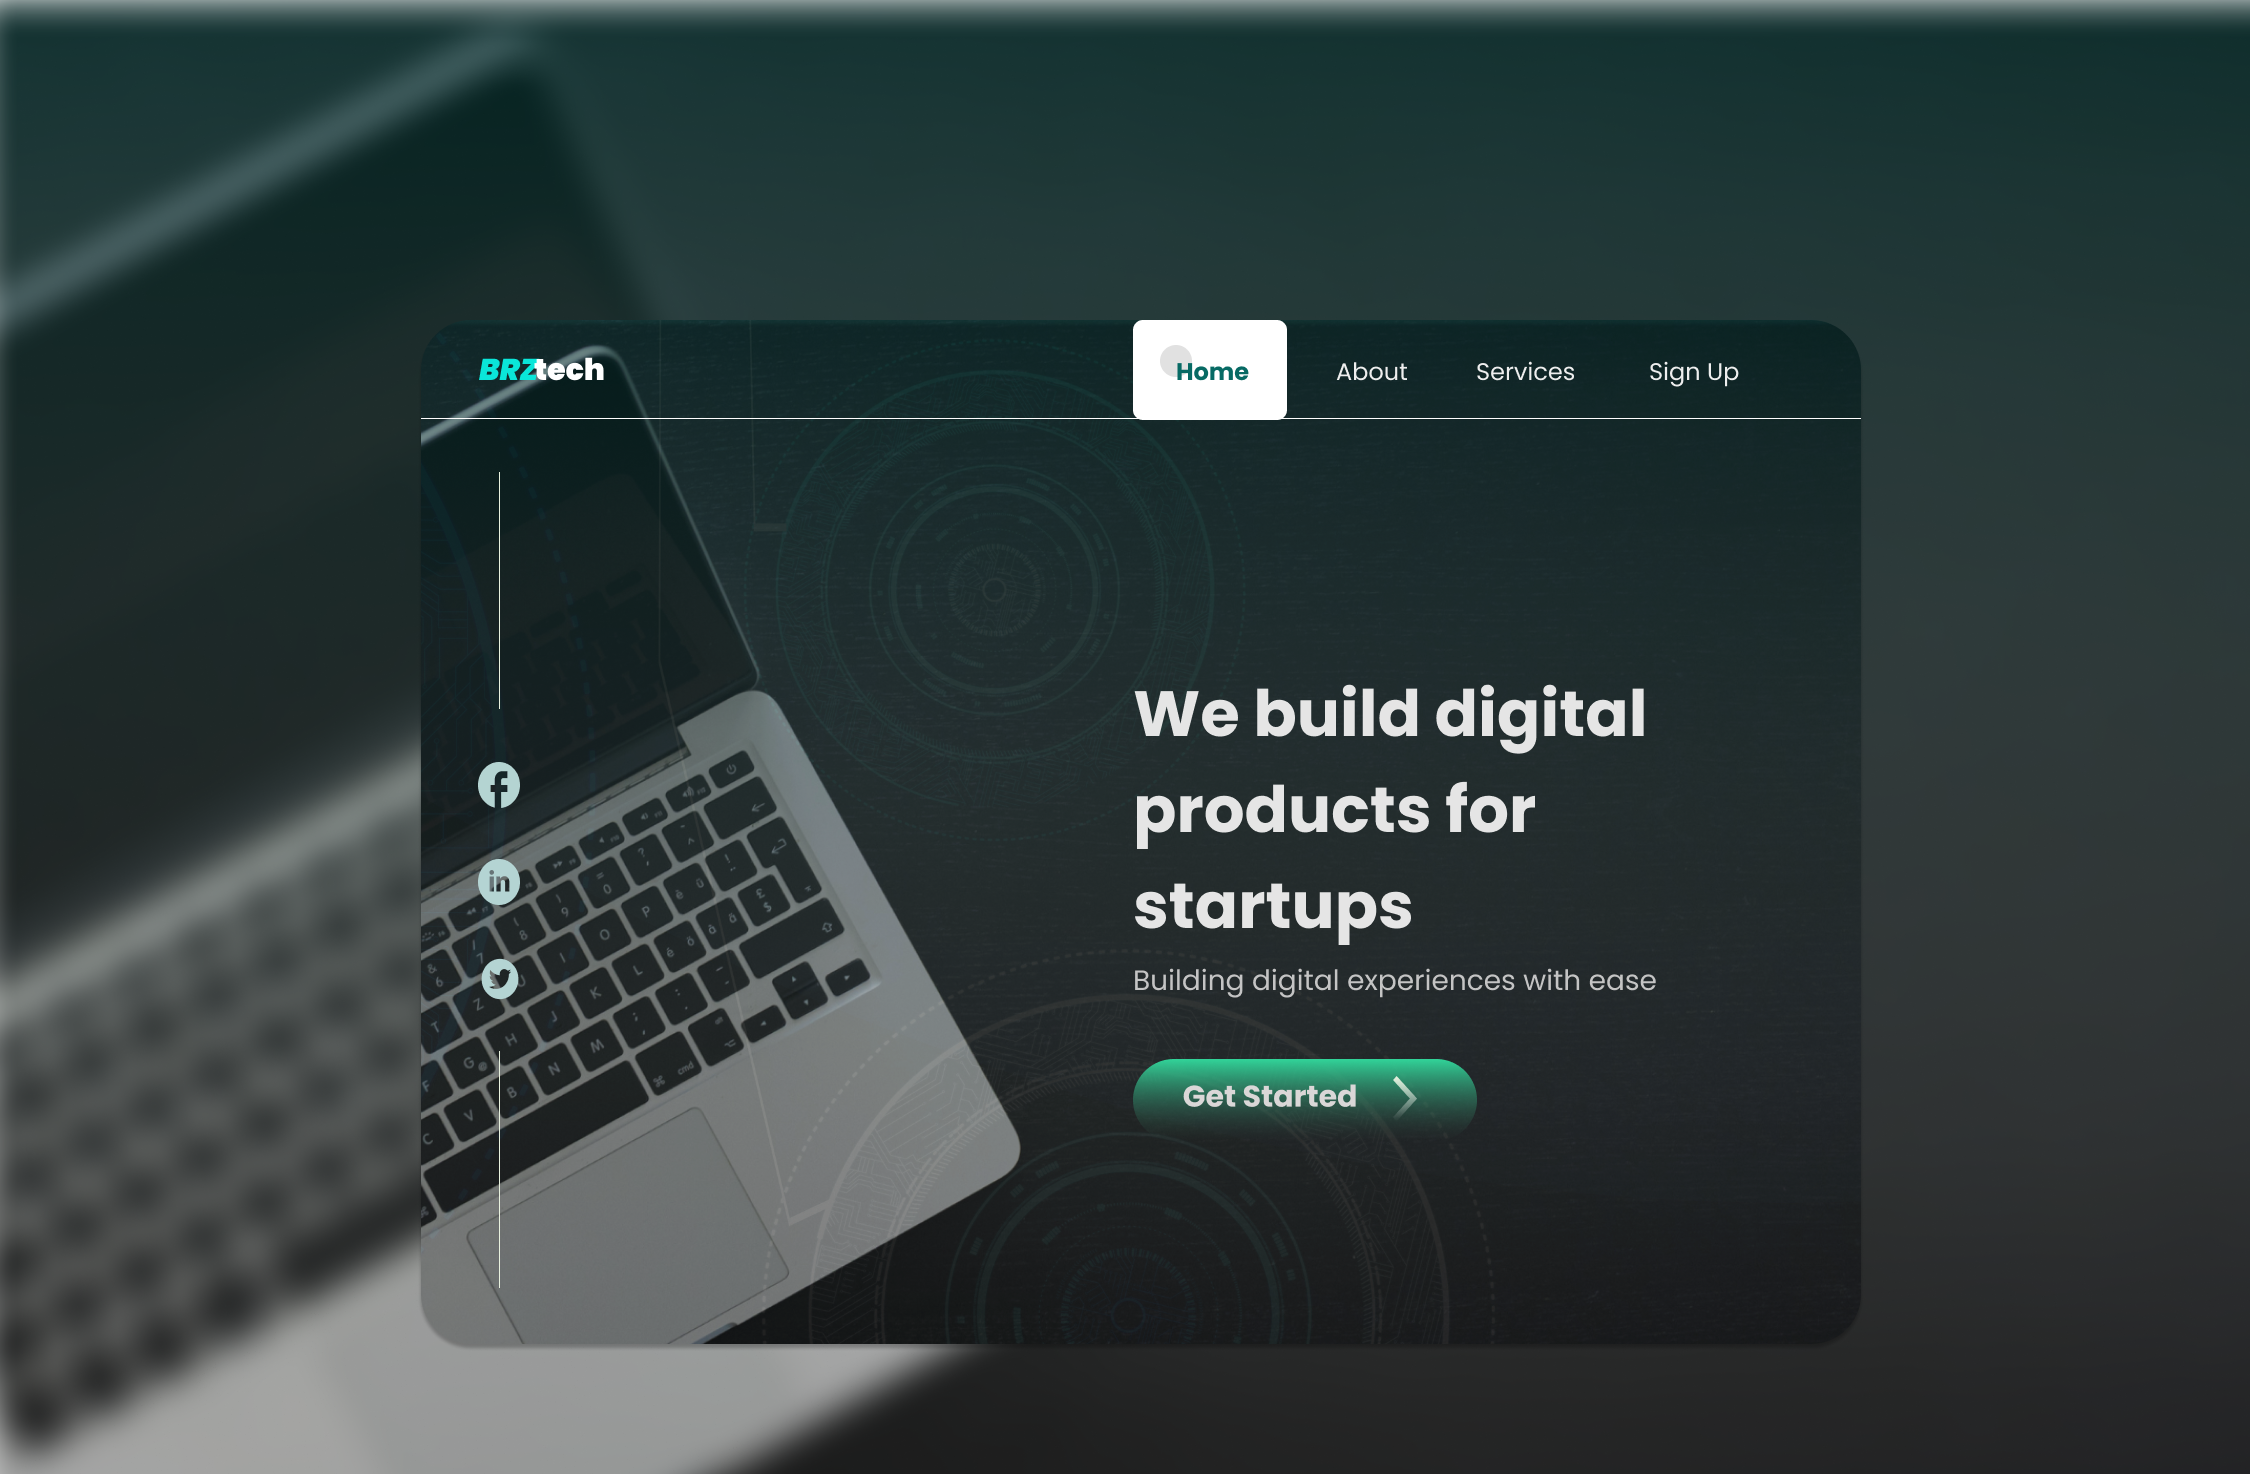 BRZtech
Home
About
Services
Sign Up
We build digital
products for
startups
Building digital experiences with ease
Get Started